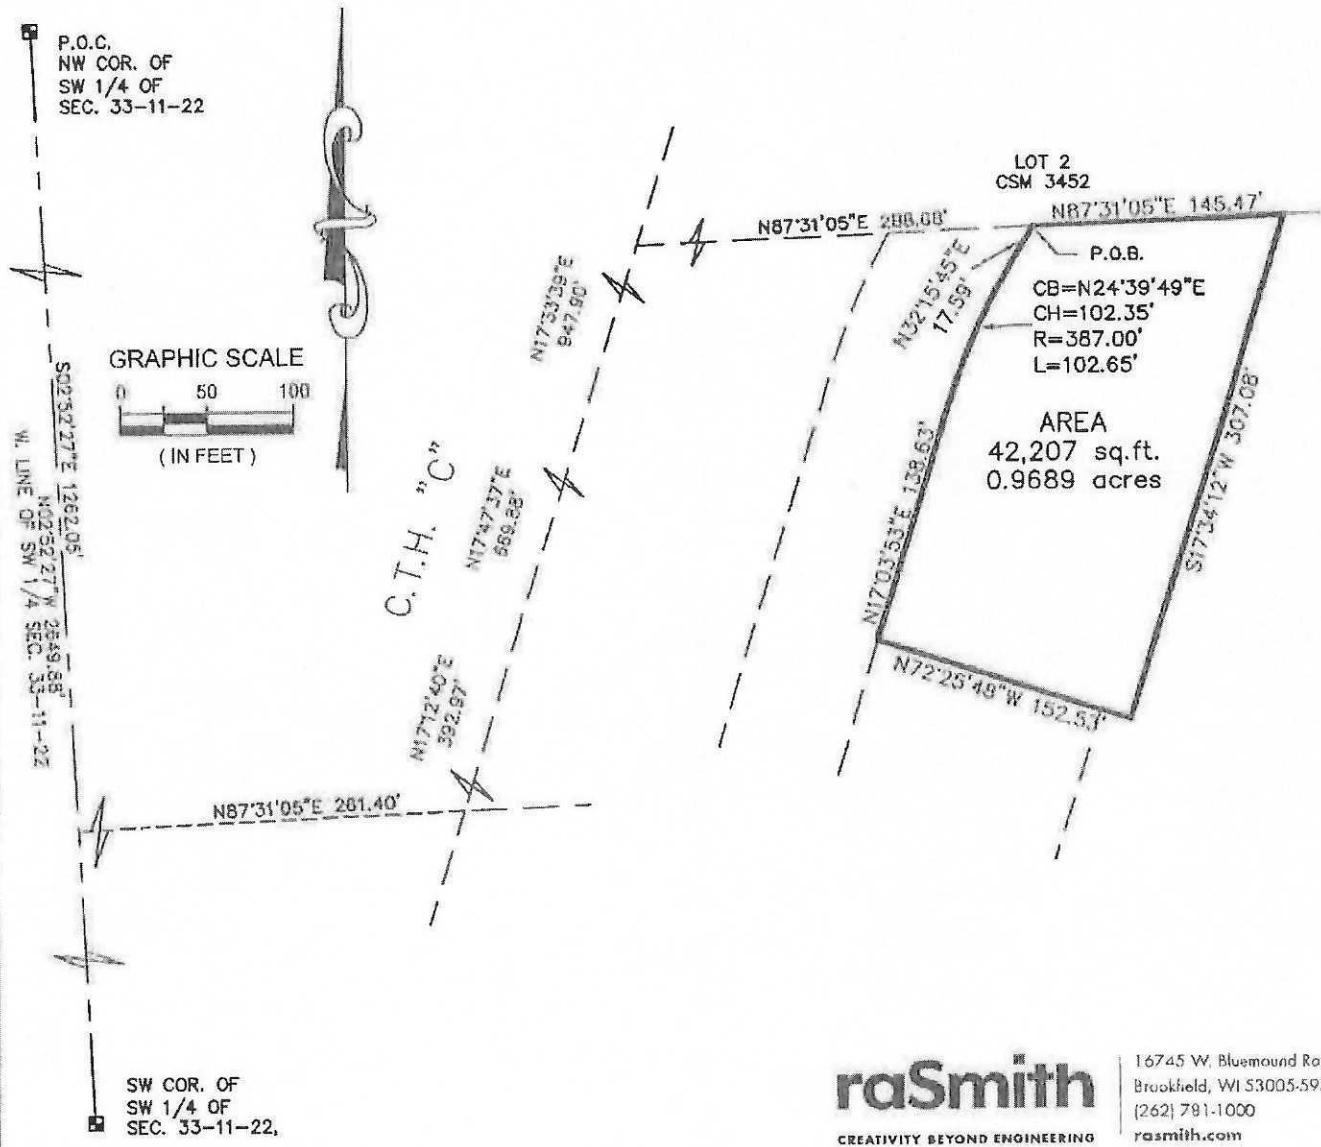 P.O.C.
NW COR. OF
SW 1/4 OF
SEC. 33-11-22
LOT 2
CSM 3452
N87°31'05"E 145.47'
N87°31'05"E 288.68'
P.O.B.
N32°15'45"E
17.59'
CB=N24°39'49"E
CH=102.35'
R=387.00'
L=102.65'
N17°33'39"E
947.90'
GRAPHIC SCALE
0 50 100
( IN FEET )
AREA
42,207 sq.ft.
0.9689 acres
S02°52'27"E 1262.05'
N02°52'27"W 2649.88'
W. LINE OF SW 1/4 SEC. 33-11-22
C.T.H. "C"
N17°47'37"E
669.88'
N17°03'53"E 138.63'
S17°34'12"W 307.08'
N17°12'40"E
392.97'
N72°25'48"W 152.53'
N87°31'05"E 261.40'
SW COR. OF
SW 1/4 OF
SEC. 33-11-22,
raSmith
CREATIVITY BEYOND ENGINEERING
16745 W. Bluemound
Brookfield, WI
(262) 781-1000
rasmith.com